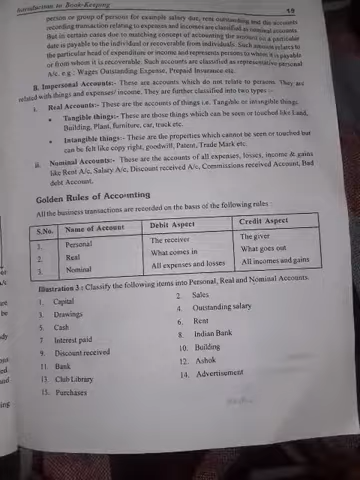 Introduction to Book-Keeping 19
person or group of persons for example salary due, rent outstanding and the accounts
recording transaction relating to expenses and incomes are classified as nominal accounts
But in certain cases due to matching concept of accounting the amount on a particular
date is payable to the individual or recoverable from individuals. Such amount relates to
the particular head of expenditure or income and represents persons to whom it is payable
or from whom it is recoverable. Such accounts are classified as representative personal
A/c. e.g : Wages Outstanding Expense, Prepaid Insurance etc.
B. Impersonal Accounts:- These are accounts which do not relate to persons. They are
related with things and expenses/ income. They are further classified into two types :-
i. Real Accounts:- These are the accounts of things i.e. Tangible or intangible things.
• Tangible things:- These are those things which can be seen or touched like Land,
Building, Plant, furniture, car, truck etc.
• Intangible things:- These are the properties which cannot be seen or touched but
can be felt like copy right, goodwill, Patent, Trade Mark etc.
ii. Nominal Accounts:- These are the accounts of all expenses, losses, income & gains
like Rent A/c, Salary A/c, Discount received A/c, Commissions received Account, Bad
debt Account.
Golden Rules of Accounting
All the business transactions are recorded on the basis of the following rules :
S.No. Name of Account Debit Aspect Credit Aspect
1. Personal The receiver The giver
2. Real What comes in What goes out
3. Nominal All expenses and losses All incomes and gains
Illustration 3 : Classify the following items into Personal, Real and Nominal Accounts.
1. Capital 2. Sales
3. Drawings 4. Outstanding salary
5. Cash 6. Rent
7. Interest paid 8. Indian Bank
9. Discount received 10. Building
11. Bank 12. Ashok
13. Club Library 14. Advertisement
15. Purchases